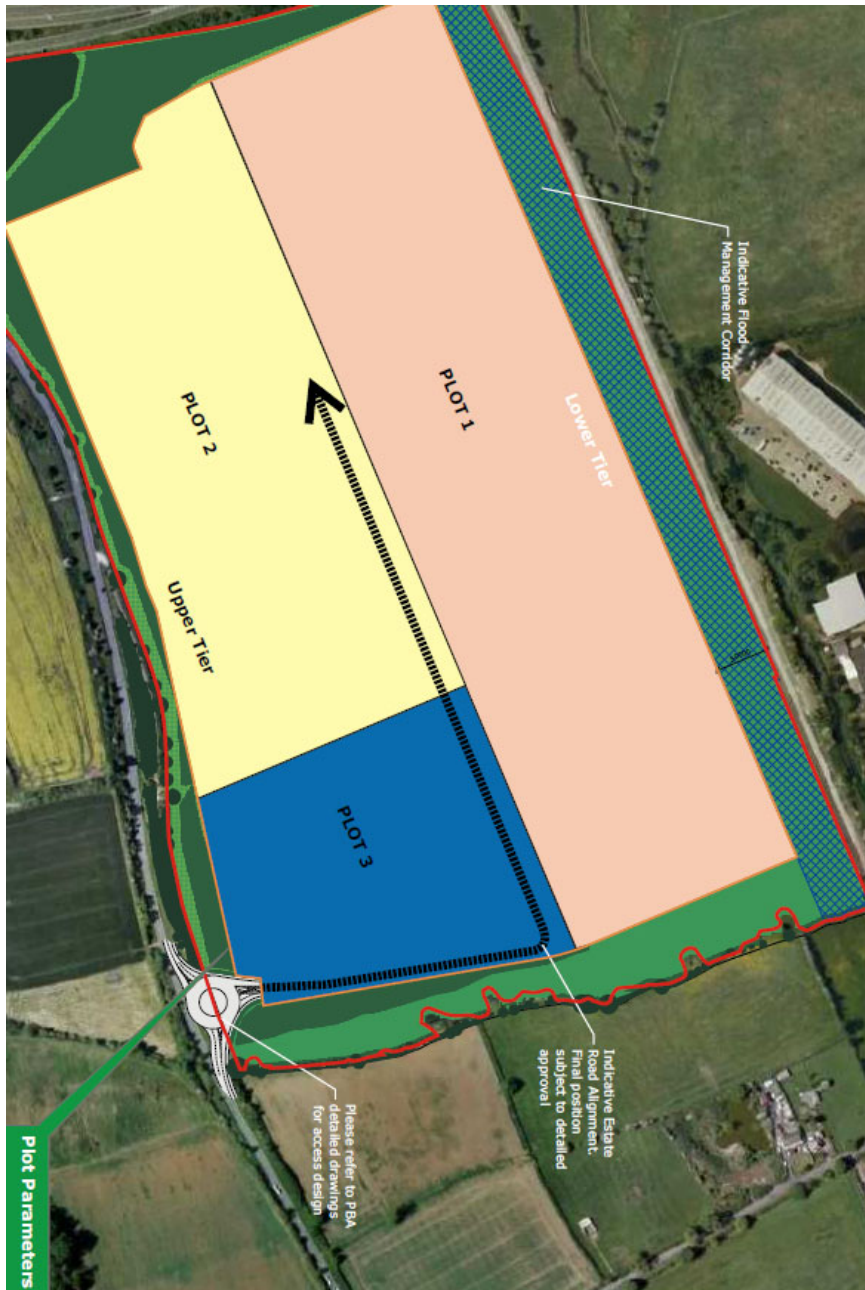 Indicative Flood
Management Corridor
Lower Tier
PLOT 1
PLOT 2
Upper Tier
PLOT 3
Indicative Estate
Road Alignment.
Final position
subject to detailed
approval
Please refer to PBA
detailed drawings
for access design
Plot Parameters